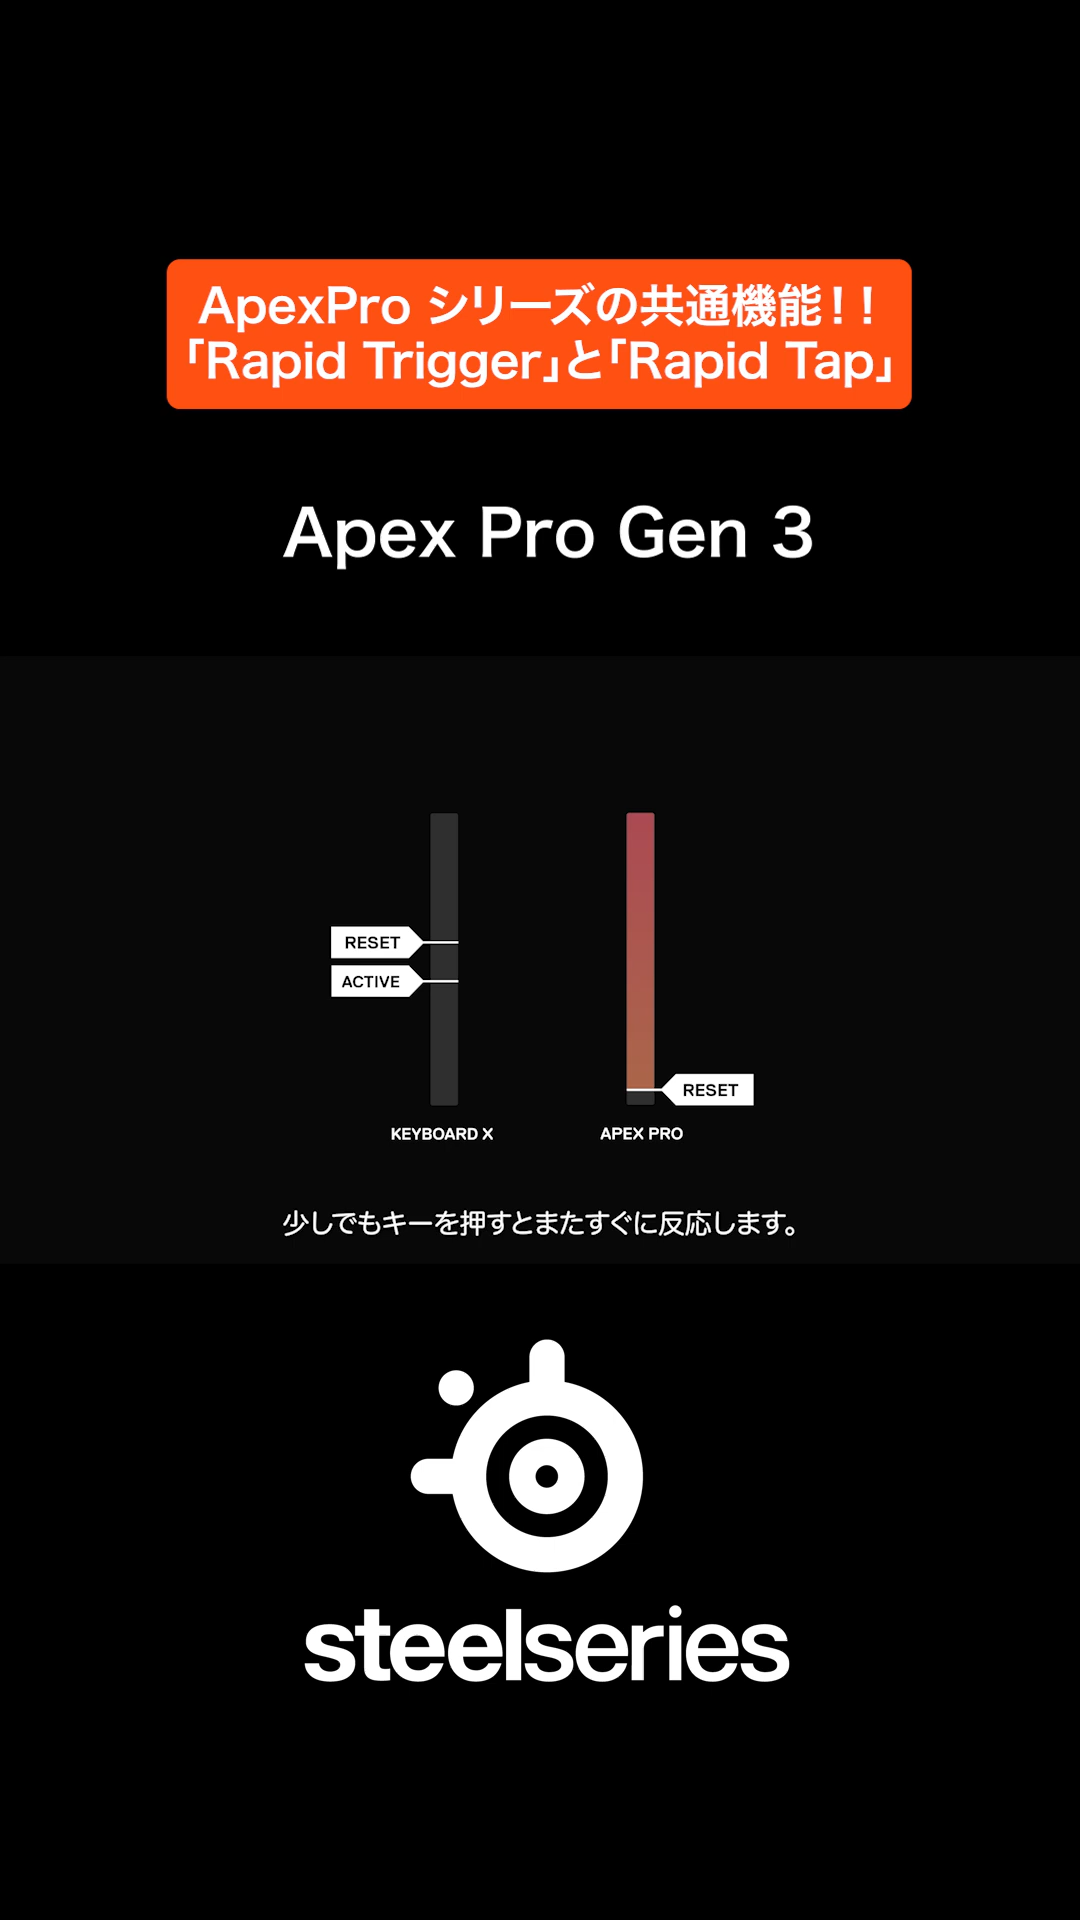 ApexPro シリーズの共通機能！！
「Rapid Trigger」と「Rapid Tap」
Apex Pro Gen 3
RESET
ACTIVE
RESET
KEYBOARD X
APEX PRO
少しでもキーを押すとまたすぐに反応します。
steelseries